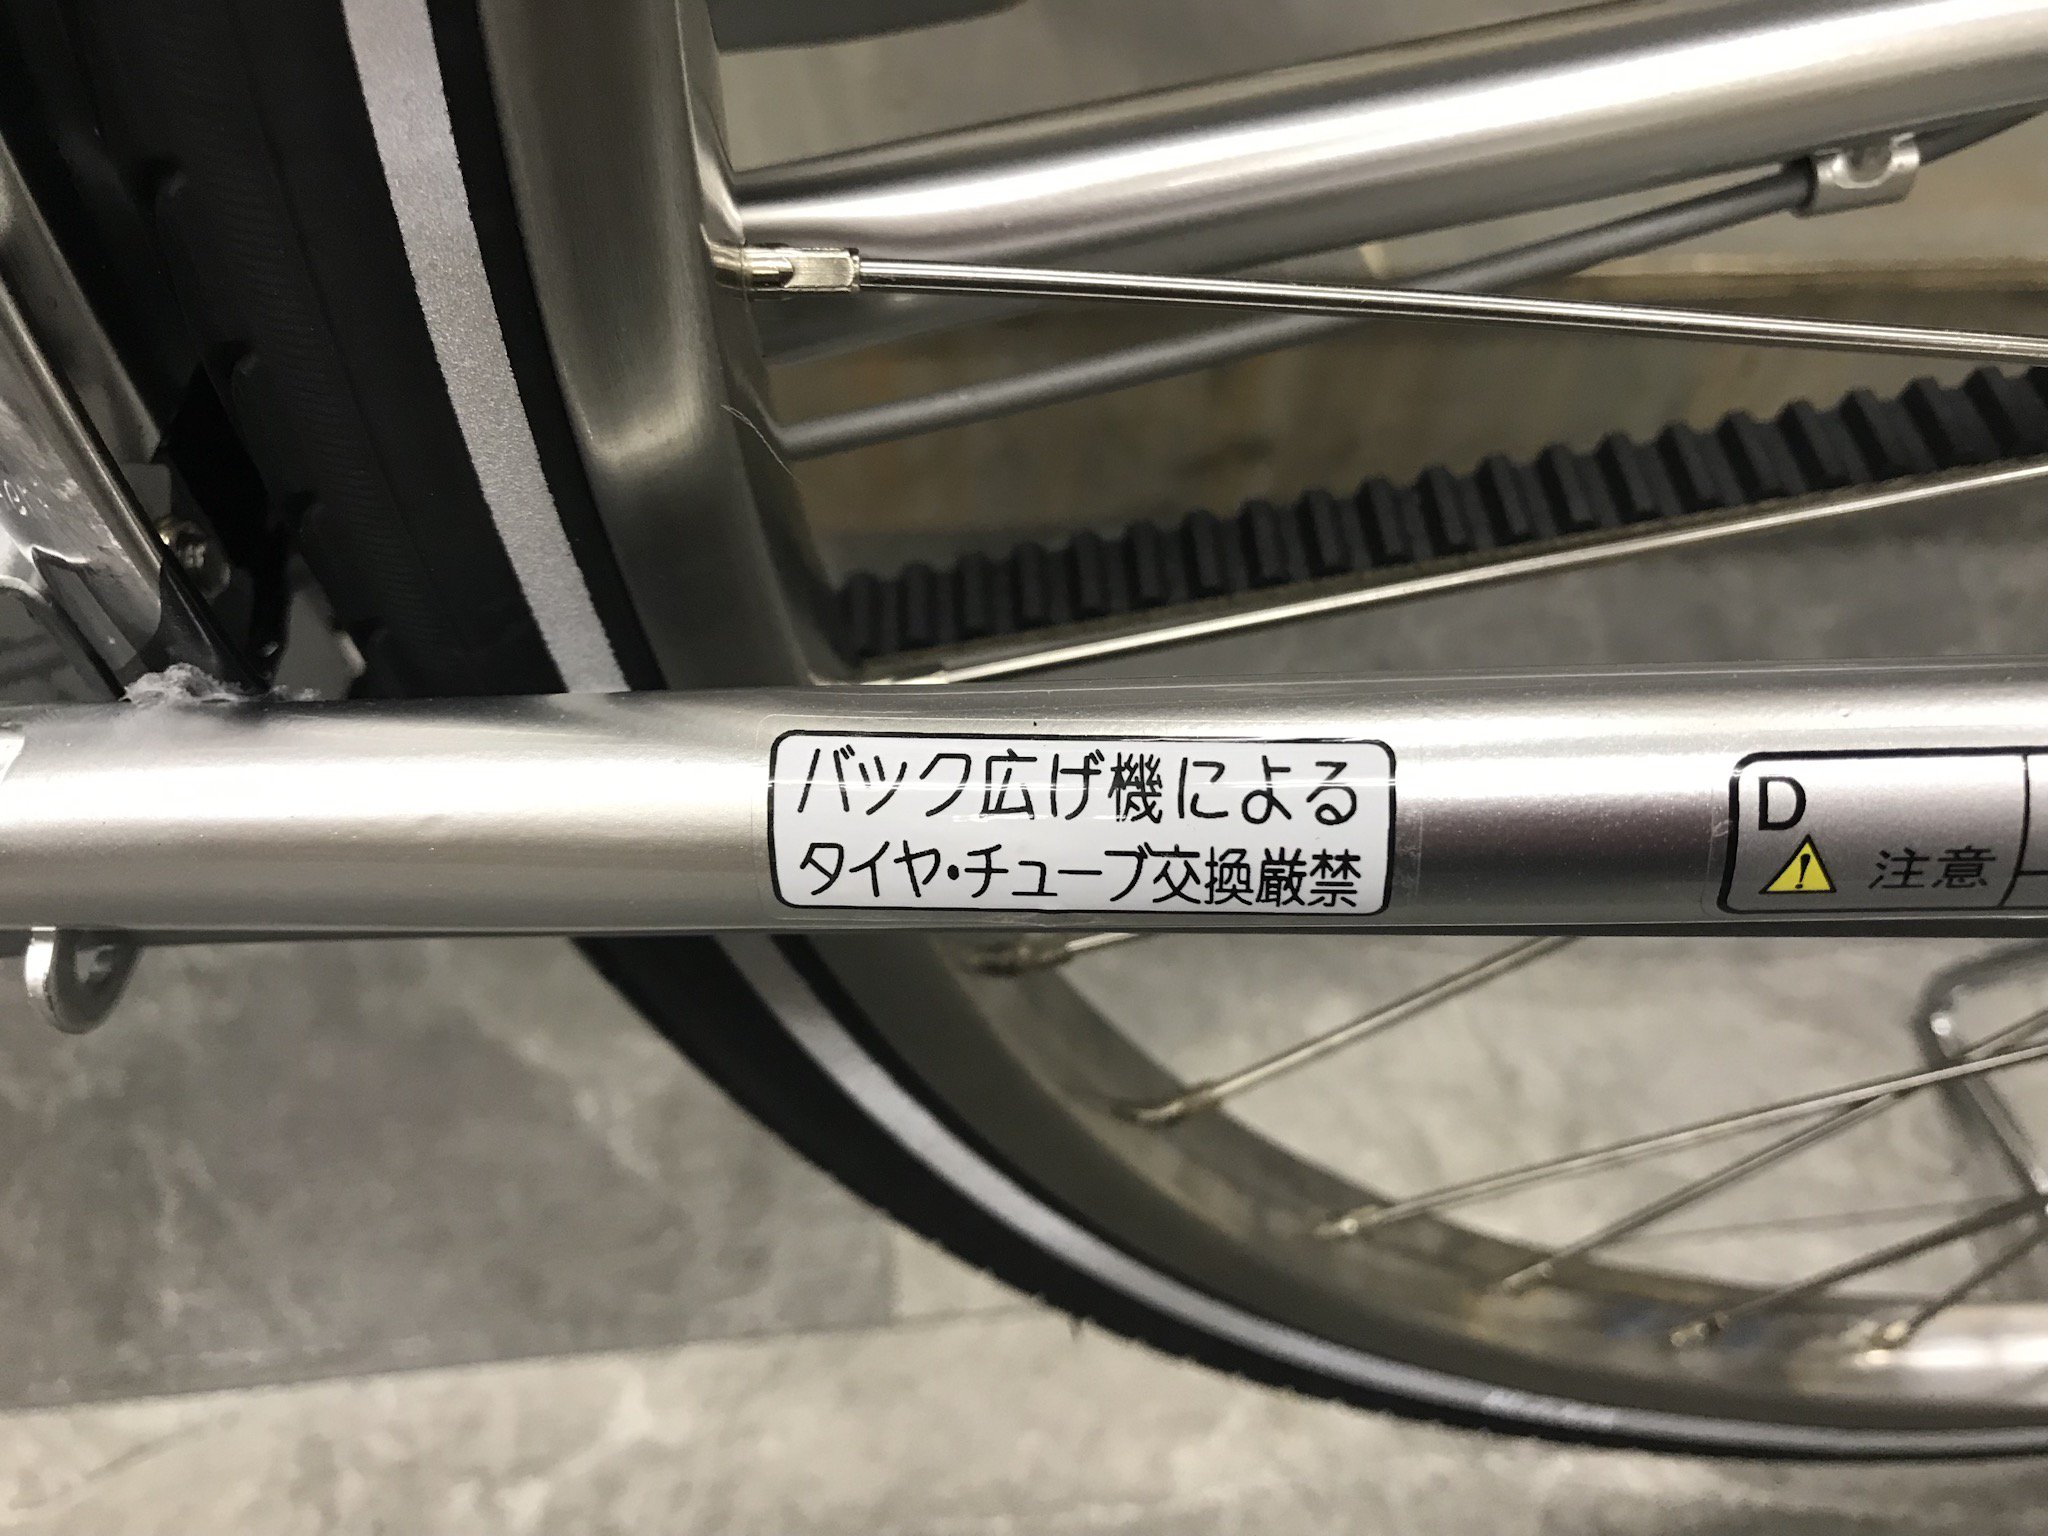 バック広げ機による
タイヤ・チューブ交換厳禁
D
注意